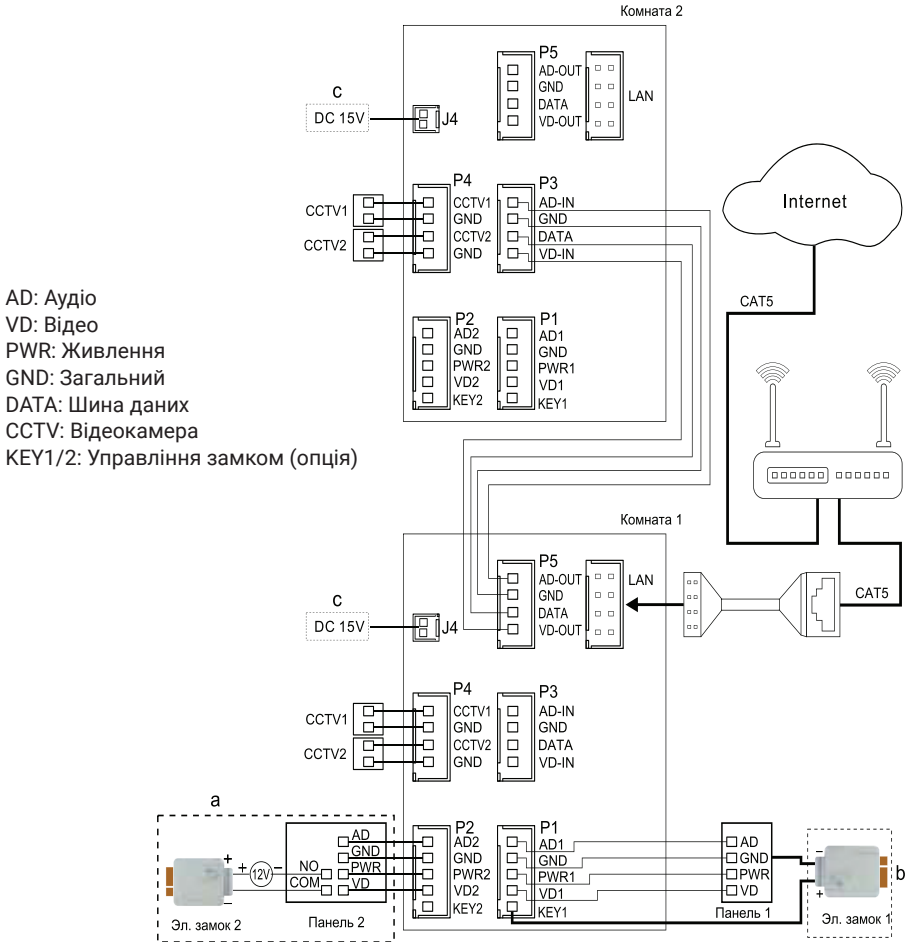 Комната 2
P5
AD-OUT
GND
DATA
VD-OUT
LAN
c
DC 15V
J4
P4
CCTV1
GND
CCTV2
GND
P3
AD-IN
GND
DATA
VD-IN
CCTV1
CCTV2
Internet
CAT5
AD: Аудіо
VD: Відео
PWR: Живлення
GND: Загальний
DATA: Шина даних
CCTV: Відеокамера
KEY1/2: Управління замком (опція)
P2
AD2
GND
PWR2
VD2
KEY2
P1
AD1
GND
PWR1
VD1
KEY1
Комната 1
P5
AD-OUT
GND
DATA
VD-OUT
LAN
CAT5
c
DC 15V
J4
P4
CCTV1
GND
CCTV2
GND
P3
AD-IN
GND
DATA
VD-IN
CCTV1
CCTV2
a
+
–
+
12V
–
NO
COM
AD
GND
PWR
VD
Эл. замок 2
Панель 2
P2
AD2
GND
PWR2
VD2
KEY2
P1
AD1
GND
PWR1
VD1
KEY1
AD
GND
PWR
VD
Панель 1
–
+
b
Эл. замок 1